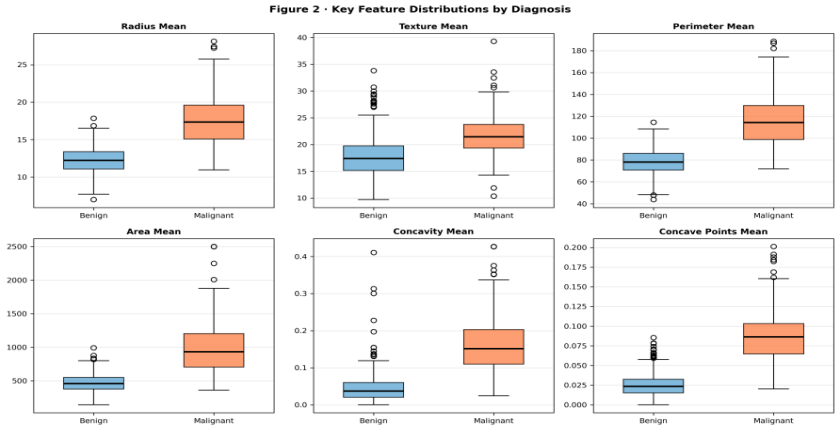 Figure 2 · Key Feature Distributions by Diagnosis
Radius Mean
25
20
15
10
Benign Malignant
Texture Mean
40
35
30
25
20
15
10
Benign Malignant
Perimeter Mean
180
160
140
120
100
80
60
40
Benign Malignant
Area Mean
2500
2000
1500
1000
500
Benign Malignant
Concavity Mean
0.4
0.3
0.2
0.1
0.0
Benign Malignant
Concave Points Mean
0.200
0.175
0.150
0.125
0.100
0.075
0.050
0.025
0.000
Benign Malignant